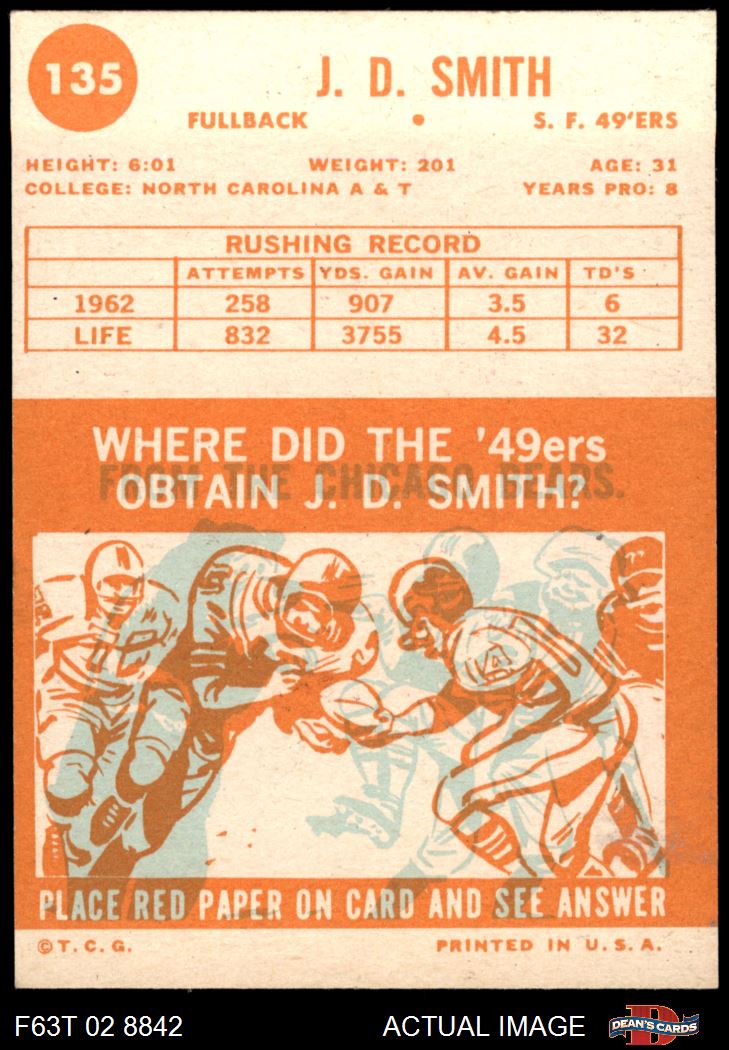 135
J. D. SMITH
FULLBACK • S. F. 49'ERS
HEIGHT: 6:01 WEIGHT: 201 AGE: 31
COLLEGE: NORTH CAROLINA A & T YEARS PRO: 8
RUSHING RECORD
ATTEMPTS YDS. GAIN AV. GAIN TD'S
1962 258 907 3.5 6
LIFE 832 3755 4.5 32
WHERE DID THE '49ers
FROM THE CHICAGO BEARS.
OBTAIN J. D. SMITH?
PLACE RED PAPER ON CARD AND SEE ANSWER
©T. C. G. PRINTED IN U. S. A.
F63T 02 8842 ACTUAL IMAGE DEAN'S CARDS